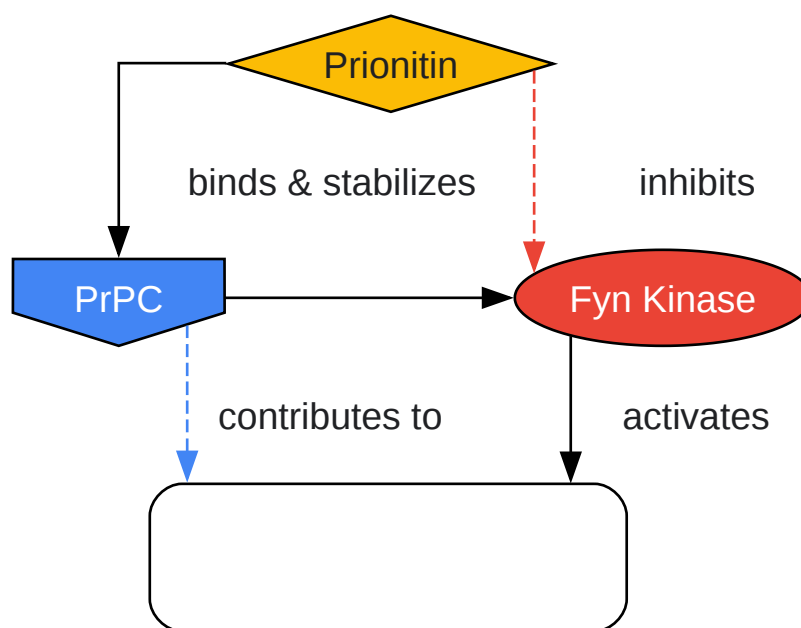 Prionitin
binds & stabilizes
inhibits
PrPC
Fyn Kinase
contributes to
activates